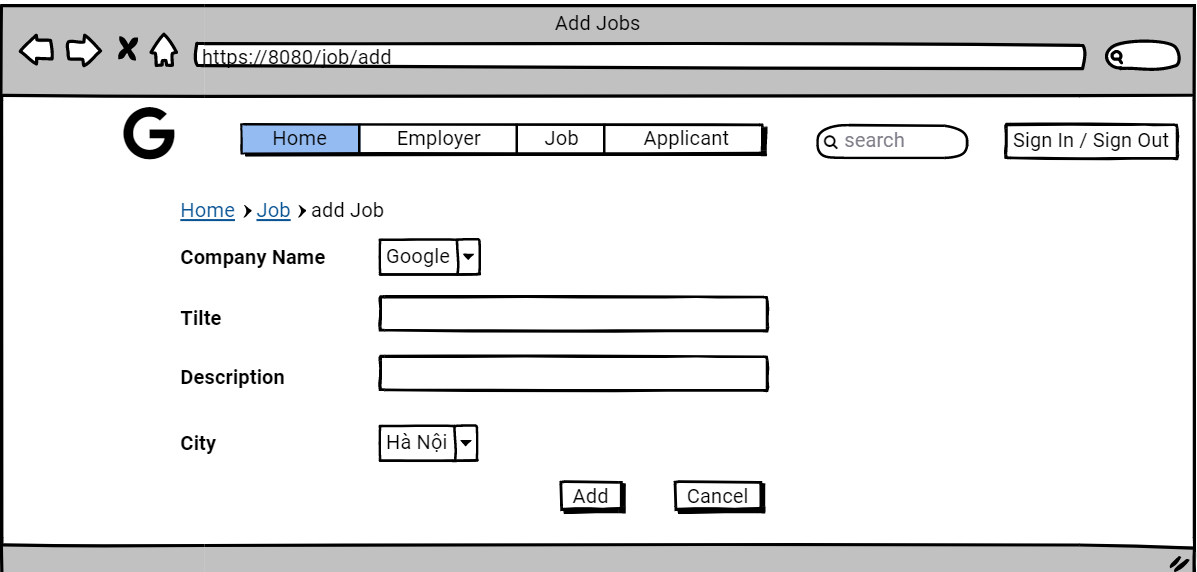 Add Jobs
https://8080/job/add
G
Home Employer Job Applicant search Sign In / Sign Out
Home Job add Job
Company Name Google
Tilte
Description
City Hà Nội
Add Cancel